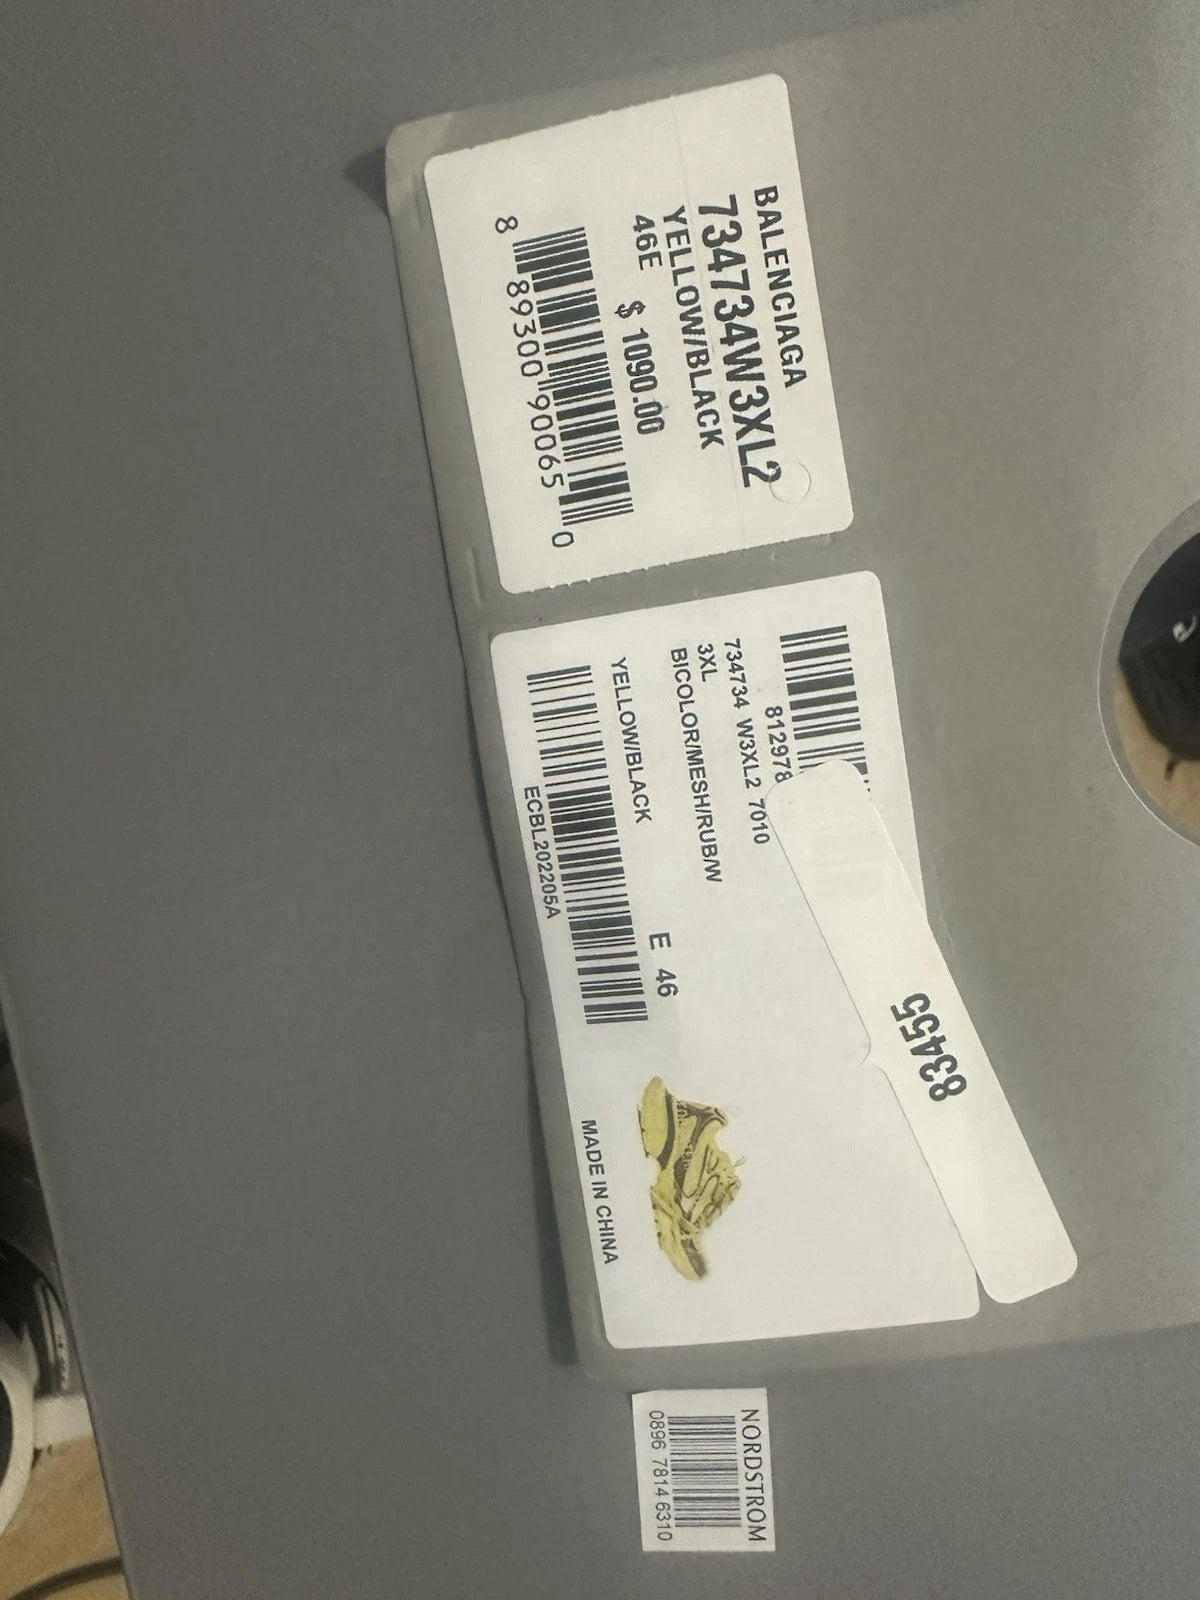 BALENCIAGA
734734W3XL2
YELLOW/BLACK
46E $ 1090.00
8 89300 90065 0
812978
734734 W3XL2 7010
3XL
BICOLOR/MESH/RUB/W
E 46
YELLOW/BLACK
ECBL202205A
MADE IN CHINA
83455
NORDSTROM
0896 7814 6310